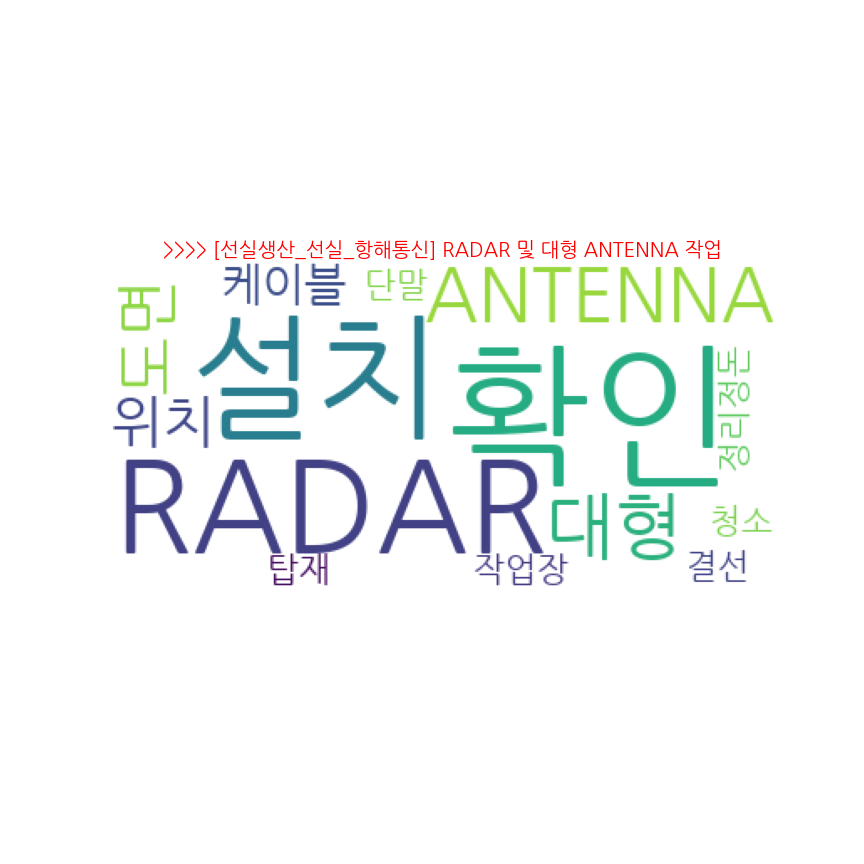 >>>> [선실생산_선실_항해통신] RADAR 및 대형 ANTENNA 작업
케이블
단말
ANTENNA
도면
설치
확인
정리정돈
위치
RADAR
대형
청소
탑재
작업장
결선